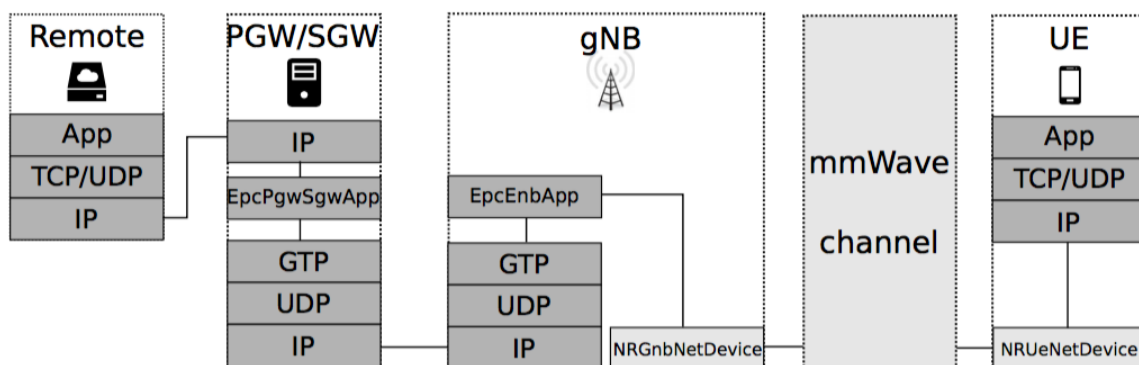 Remote
App
TCP/UDP
IP
PGW/SGW
IP
EpcPgwSgwApp
GTP
UDP
IP
gNB
EpcEnbApp
GTP
UDP
IP
NRGnbNetDevice
mmWave
channel
UE
App
TCP/UDP
IP
NRUeNetDevice